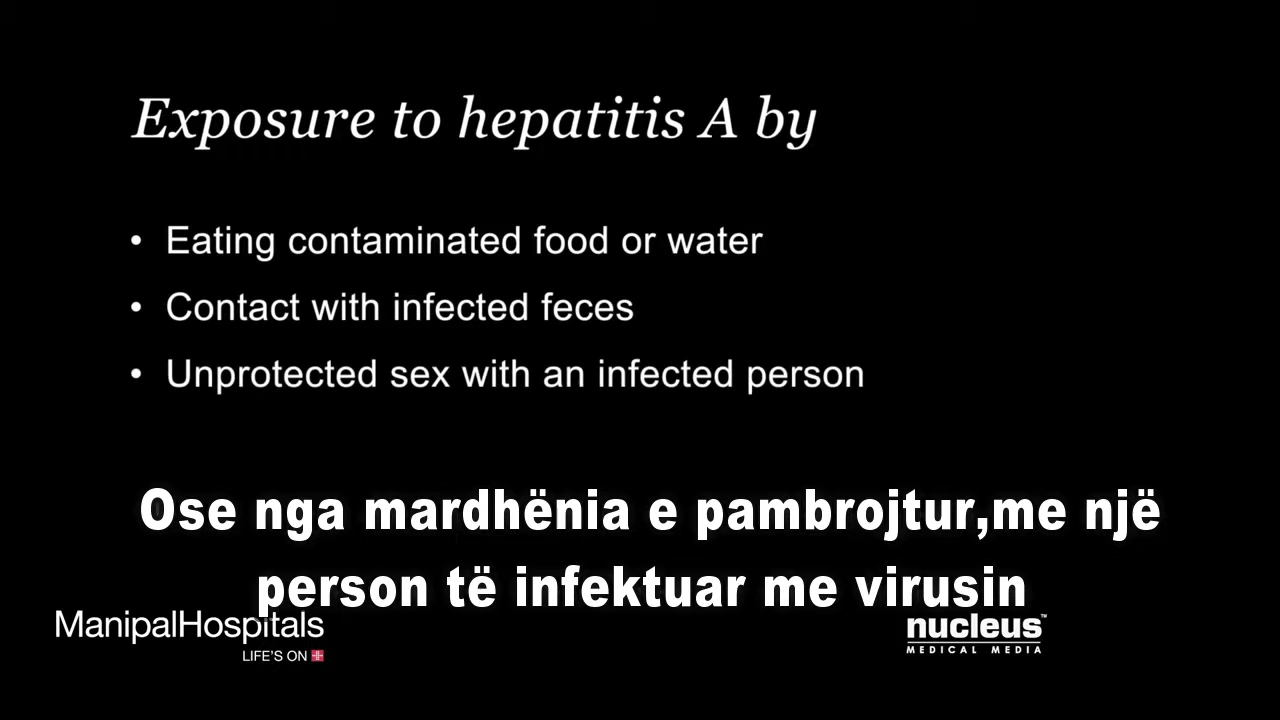 Exposure to hepatitis A by
• Eating contaminated food or water
• Contact with infected feces
• Unprotected sex with an infected person
Ose nga mardhënia e pambrojtur,me një
person të infektuar me virusin
ManipalHospitals
LIFE'S ON
nucleus™
MEDICAL MEDIA